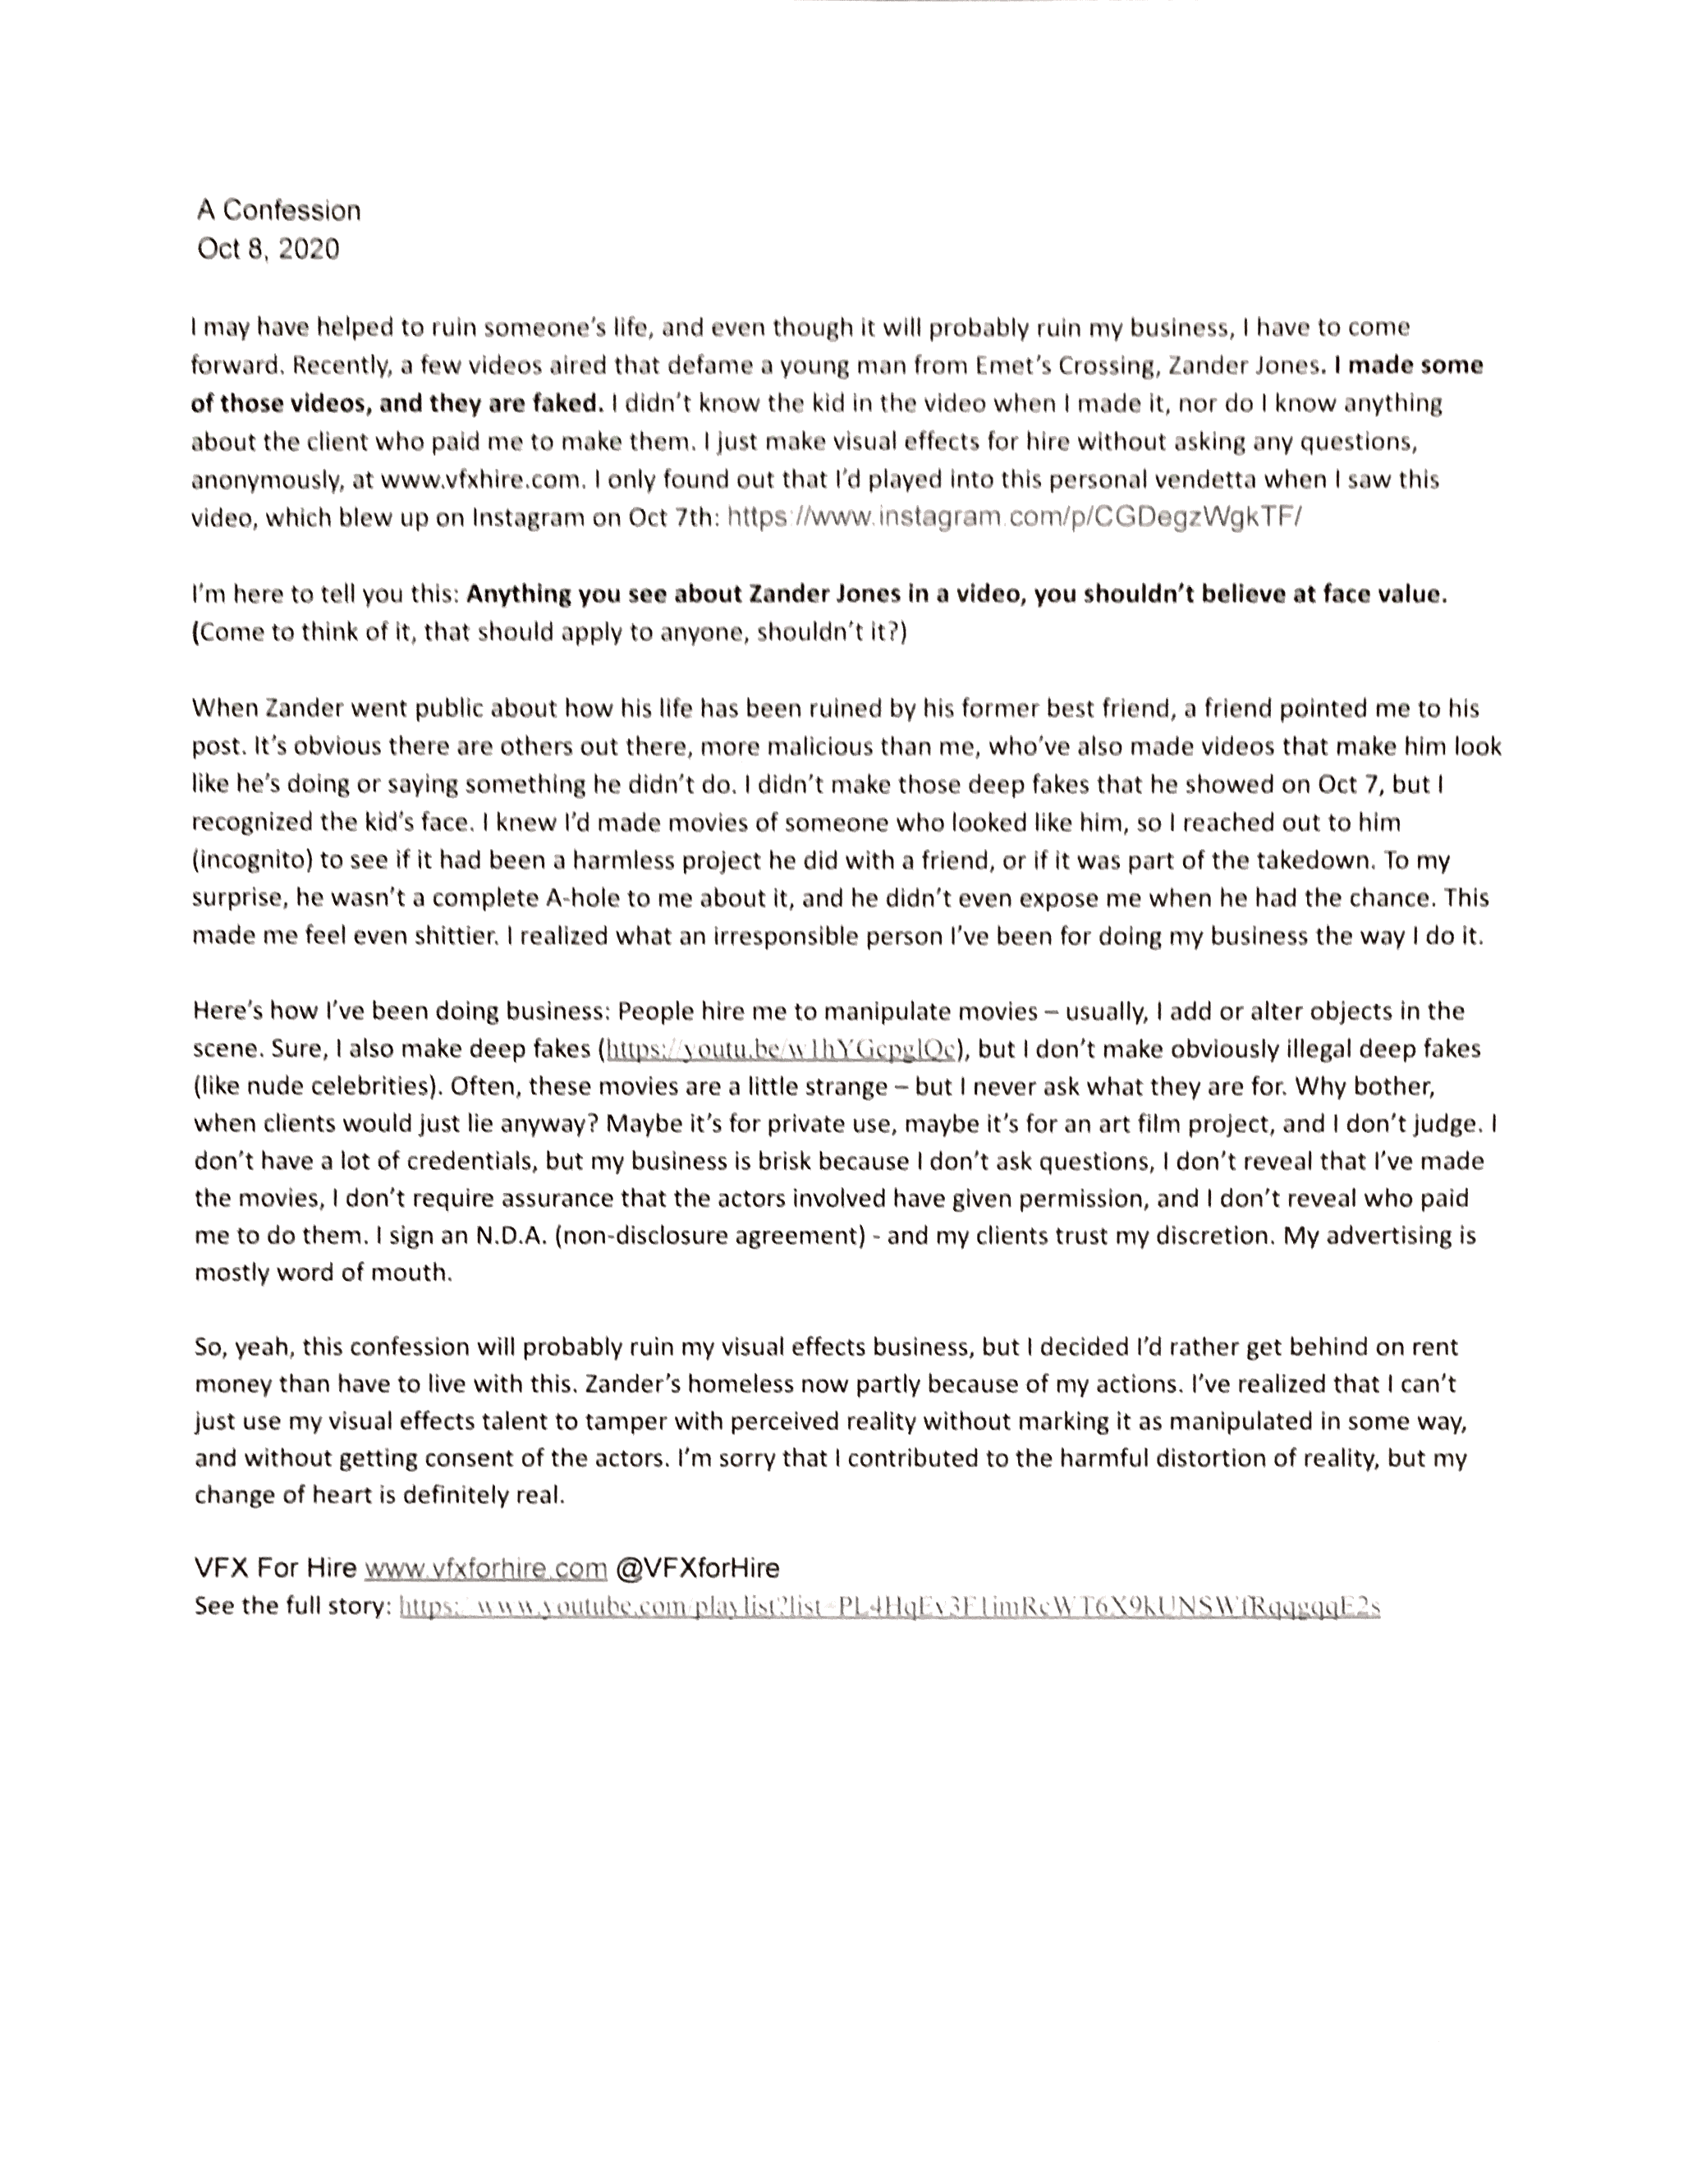 A Confession
Oct 8, 2020
I may have helped to ruin someone's life, and even though it will probably ruin my business, I have to come
forward. Recently, a few videos aired that defame a young man from Emet's Crossing, Zander Jones. I made some
of those videos, and they are faked. I didn't know the kid in the video when I made it, nor do I know anything
about the client who paid me to make them. I just make visual effects for hire without asking any questions,
anonymously, at www.vfxhire.com. I only found out that I'd played into this personal vendetta when I saw this
video, which blew up on Instagram on Oct 7th: https://www.instagram.com/p/CGDegzWgkTF/
I'm here to tell you this: Anything you see about Zander Jones in a video, you shouldn't believe at face value.
(Come to think of it, that should apply to anyone, shouldn't it?)
When Zander went public about how his life has been ruined by his former best friend, a friend pointed me to his
post. It's obvious there are others out there, more malicious than me, who've also made videos that make him look
like he's doing or saying something he didn't do. I didn't make those deep fakes that he showed on Oct 7, but I
recognized the kid's face. I knew I'd made movies of someone who looked like him, so I reached out to him
(incognito) to see if it had been a harmless project he did with a friend, or if it was part of the takedown. To my
surprise, he wasn't a complete A-hole to me about it, and he didn't even expose me when he had the chance. This
made me feel even shittier. I realized what an irresponsible person I've been for doing my business the way I do it.
Here's how I've been doing business: People hire me to manipulate movies – usually, I add or alter objects in the
scene. Sure, I also make deep fakes (), but I don't make obviously illegal deep fakes
(like nude celebrities). Often, these movies are a little strange – but I never ask what they are for. Why bother,
when clients would just lie anyway? Maybe it's for private use, maybe it's for an art film project, and I don't judge. I
don't have a lot of credentials, but my business is brisk because I don't ask questions, I don't reveal that I've made
the movies, I don't require assurance that the actors involved have given permission, and I don't reveal who paid
me to do them. I sign an N.D.A. (non-disclosure agreement) - and my clients trust my discretion. My advertising is
mostly word of mouth.
So, yeah, this confession will probably ruin my visual effects business, but I decided I'd rather get behind on rent
money than have to live with this. Zander's homeless now partly because of my actions. I've realized that I can't
just use my visual effects talent to tamper with perceived reality without marking it as manipulated in some way,
and without getting consent of the actors. I'm sorry that I contributed to the harmful distortion of reality, but my
change of heart is definitely real.
VFX For Hire www.vfxforhire.com @VFXforHire
See the full story: